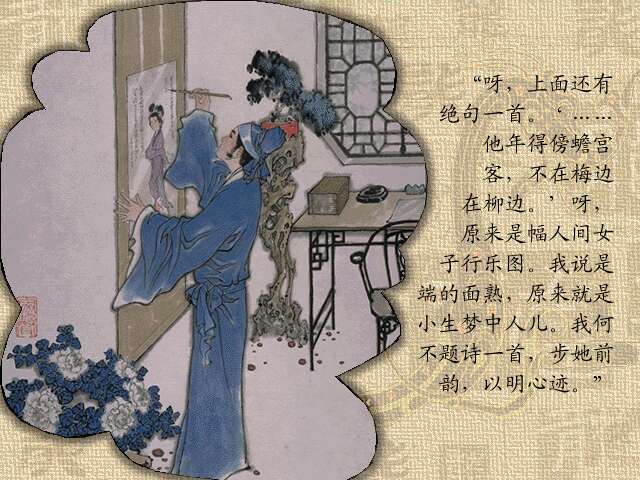 “呀，上面还有
绝句一首。‘……
他年得傍蟾宫
客，不在梅边
在柳边。’呀，
原来是幅人间女
子行乐图。我说是
端的面熟，原来就是
小生梦中人儿。我何
不题诗一首，步她前
韵，以明心迹。”